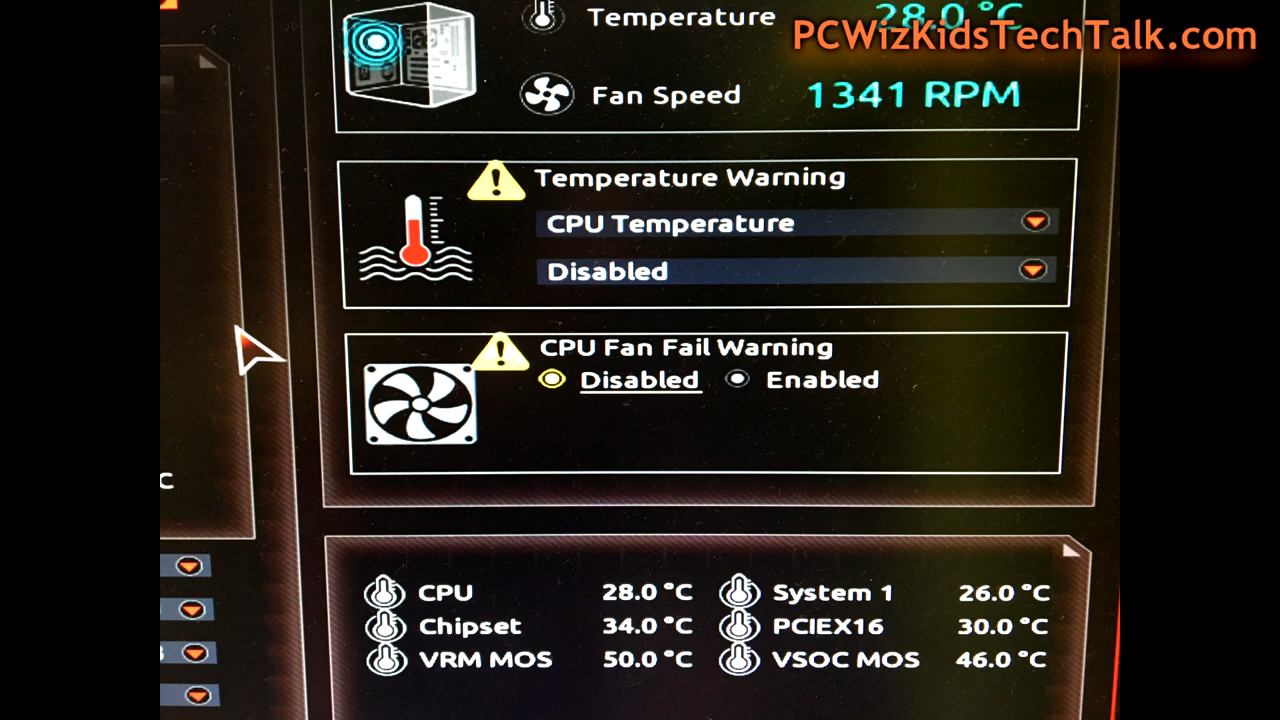 PCWizKidsTechTalk.com
Temperature 28.0 °C
Fan Speed 1341 RPM
Temperature Warning
CPU Temperature
Disabled
CPU Fan Fail Warning
Disabled Enabled
C
CPU 28.0 °C System 1 26.0 °C
Chipset 34.0 °C PCIEX16 30.0 °C
VRM MOS 50.0 °C VSOC MOS 46.0 °C